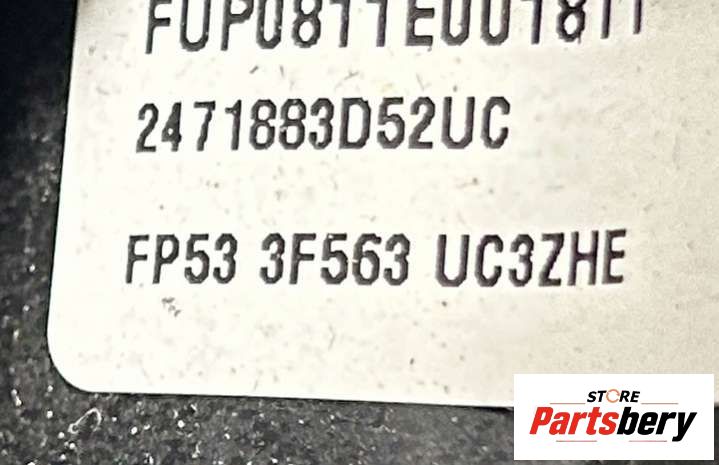 2471883D52UC
FP53 3F563 UC3ZHE
STORE
Partsbery